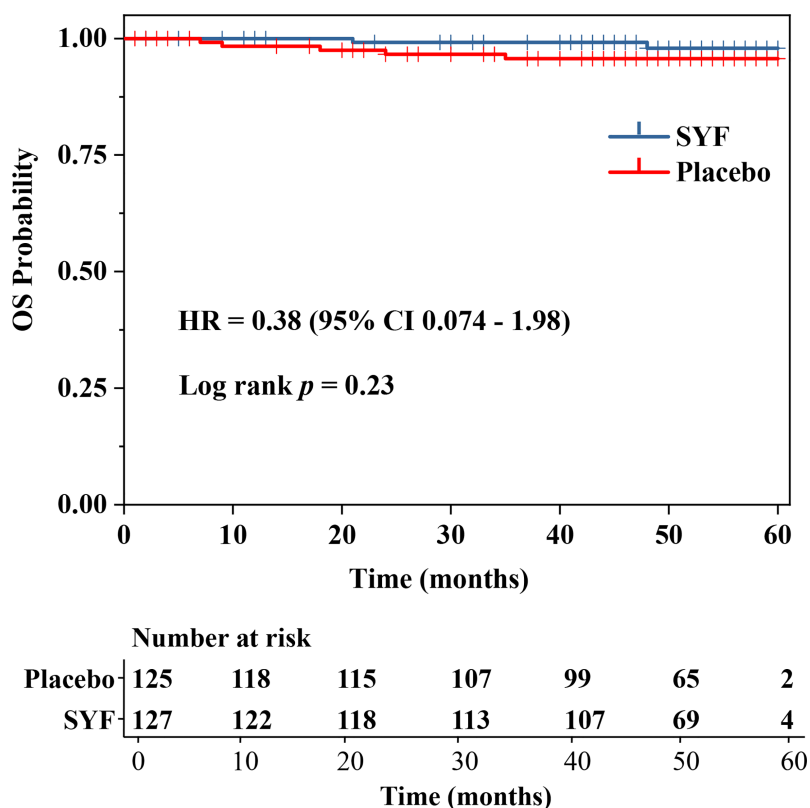 1.00
0.75
0.50
0.25
0.00
OS Probability
SYF
Placebo
HR = 0.38 (95% CI 0.074 - 1.98)
Log rank p = 0.23
0 10 20 30 40 50 60
Time (months)
Number at risk
Placebo 125 118 115 107 99 65 2
SYF 127 122 118 113 107 69 4
0 10 20 30 40 50 60
Time (months)